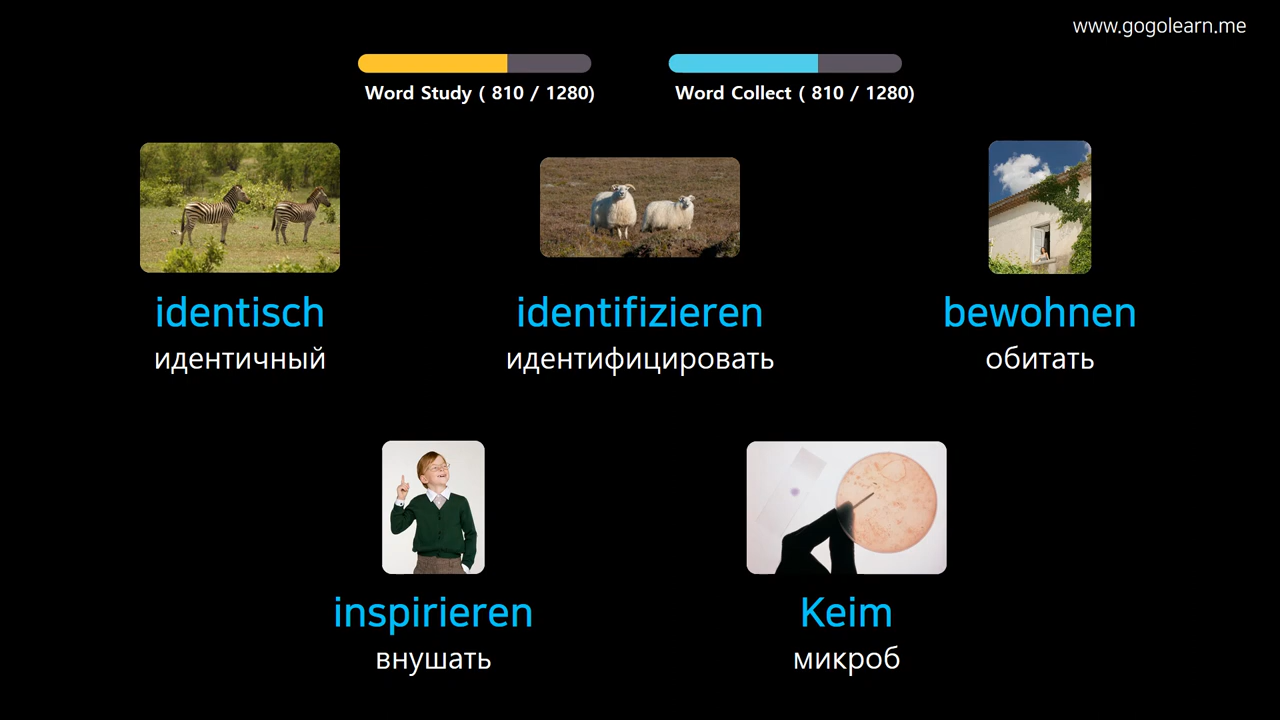 www.gogolearn.me
Word Study ( 810 / 1280)
Word Collect ( 810 / 1280)
identisch
идентичный
identifizieren
идентифицировать
bewohnen
обитать
inspirieren
внушать
Keim
микроб